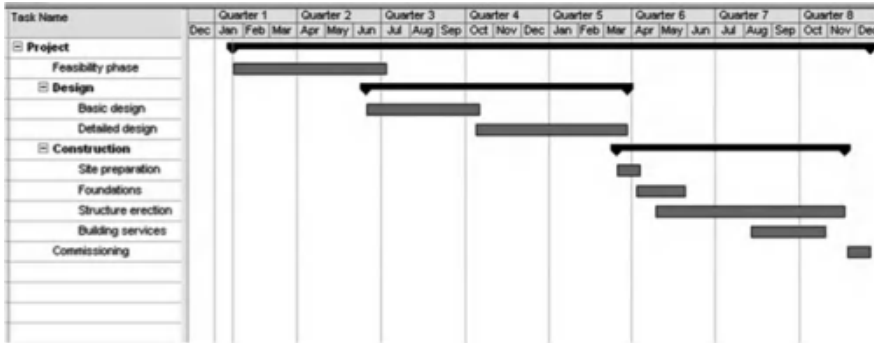 Task Name
Quarter 1 Quarter 2 Quarter 3 Quarter 4 Quarter 5 Quarter 6 Quarter 7 Quarter 8
Dec Jan Feb Mar Apr May Jun Jul Aug Sep Oct Nov Dec Jan Feb Mar Apr May Jun Jul Aug Sep Oct Nov Dec
Project
Feasibility phase
Design
Basic design
Detailed design
Construction
Site preparation
Foundations
Structure erection
Building services
Commissioning